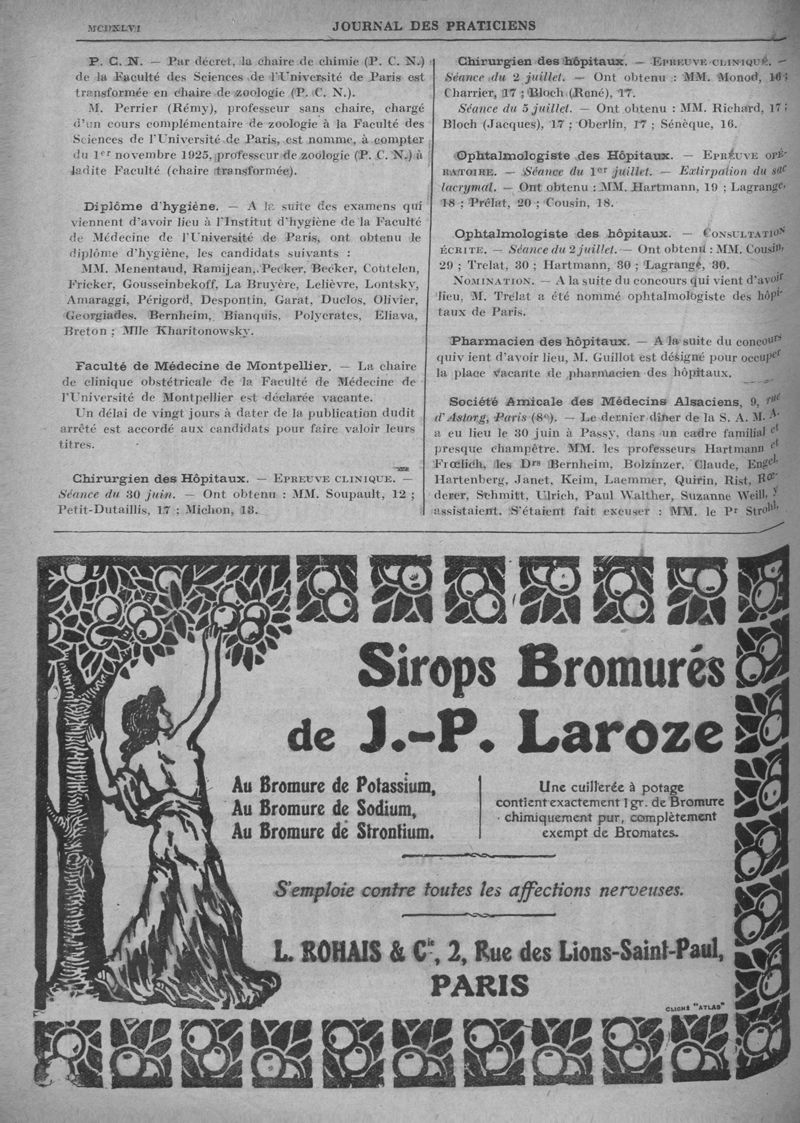 MCDXLVI
JOURNAL DES PRATICIENS
P. C. N. — Par décret, la chaire de chimie (P. C. N.)
de la Faculté des Sciences de l'Université de Paris est
transformée en chaire de zoologie (P. C. N.).
M. Perrier (Rémy), professeur sans chaire, chargé
d'un cours complémentaire de zoologie à la Faculté des
Sciences de l'Université de Paris, est nommé, à compter
du 1er novembre 1925, professeur de zoologie (P. C. N.) à
ladite Faculté (chaire transformée).
Diplôme d'hygiène. — A la suite des examens qui
viennent d'avoir lieu à l'Institut d'hygiène de la Faculté
de Médecine de l'Université de Paris, ont obtenu le
diplôme d'hygiène, les candidats suivants :
MM. Menentaud, Ramijean, Pecker, Becker, Coutelen,
Fricker, Gousseinbekoff, La Bruyère, Lelièvre, Lontsky,
Amaraggi, Périgord, Despontin, Garat, Duclos, Olivier,
Georgiades, Bernheim, Bianquis, Polycrates, Eliava,
Breton ; Mlle Kharitonowsky.
Faculté de Médecine de Montpellier. — La chaire
de clinique obstétricale de la Faculté de Médecine de
l'Université de Montpellier est déclarée vacante.
Un délai de vingt jours à dater de la publication dudit
arrêté est accordé aux candidats pour faire valoir leurs
titres.
Chirurgien des Hôpitaux. — EPREUVE CLINIQUE. —
Séance du 30 juin. — Ont obtenu : MM. Soupault, 12 ;
Petit-Dutaillis, 17 ; Michon, 18.
Chirurgien des hôpitaux. — EPREUVE CLINIQUE. —
Séance du 2 juillet. — Ont obtenu : MM. Monod, 16 ;
Charrier, 17 ; Bloch (René), 17.
Séance du 5 juillet. — Ont obtenu : MM. Richard, 17 ;
Bloch (Jacques), 17 ; Oberlin, 17 ; Sénèque, 16.
Ophtalmologiste des Hôpitaux. — EPREUVE OPÉ-
RATOIRE. — Séance du 1er juillet. — Extirpation du sac
lacrymal. — Ont obtenu : MM. Hartmann, 19 ; Lagrange,
18 ; Prélat, 20 ; Cousin, 18.
Ophtalmologiste des hôpitaux. — CONSULTATION
ÉCRITE. — Séance du 2 juillet. — Ont obtenu : MM. Cousin,
29 ; Trelat, 30 ; Hartmann, 30 ; Lagrange, 30.
NOMINATION. — A la suite du concours qui vient d'avoir
lieu, M. Trelat a été nommé ophtalmologiste des hôpi-
taux de Paris.
Pharmacien des hôpitaux. — A la suite du concours
quiv ient d'avoir lieu, M. Guillot est désigné pour occuper
la place vacante de pharmacien des hôpitaux.
Société Amicale des Médecins Alsaciens, 9, rue
d'Astorg, Paris (8e). — Le dernier dîner de la S. A. M. A.
a eu lieu le 30 juin à Passy, dans un cadre familial et
presque champêtre. MM. les professeurs Hartmann et
Frœlich, les Drs Bernheim, Bolzinzer, Claude, Engel,
Hartenberg, Janet, Keim, Laemmer, Quirin, Rist, Rœ-
derer, Schmitt, Ulrich, Paul Walther, Suzanne Weill, y
assistaient. S'étaient fait excuser : MM. le Pr Strohl,
Sirops Bromurés
de J.-P. Laroze
Au Bromure de Potassium,
Au Bromure de Sodium,
Au Bromure de Strontium.
Une cuillerée à potage
contient exactement 1 gr. de Bromure
chimiquement pur, complètement
exempt de Bromates.
S'emploie contre toutes les affections nerveuses.
L. ROHAIS & Cie, 2, Rue des Lions-Saint-Paul,
PARIS
CLICHÉ "ATLAS"